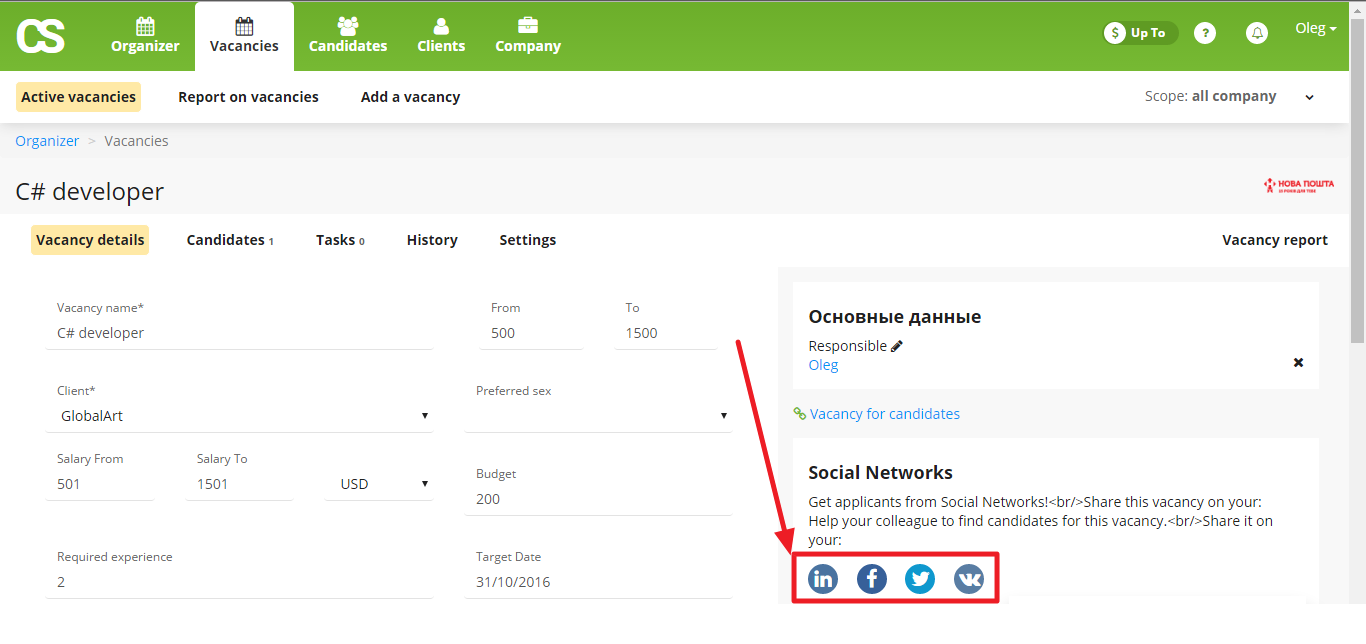 CS
Organizer
Vacancies
Candidates
Clients
Company
$ Up To
?
Oleg
Active vacancies
Report on vacancies
Add a vacancy
Scope: all company
Organizer > Vacancies
C# developer
НОВА ПОШТА
Vacancy details
Candidates 1
Tasks 0
History
Settings
Vacancy report
Vacancy name*
C# developer
From
500
To
1500
Client*
GlobalArt
Preferred sex
Salary From
501
Salary To
1501
USD
Budget
200
Required experience
2
Target Date
31/10/2016
Основные данные
Responsible
Oleg
Vacancy for candidates
Social Networks
Get applicants from Social Networks!<br/>Share this vacancy on your:
Help your colleague to find candidates for this vacancy.<br/>Share it on
your:
in
f